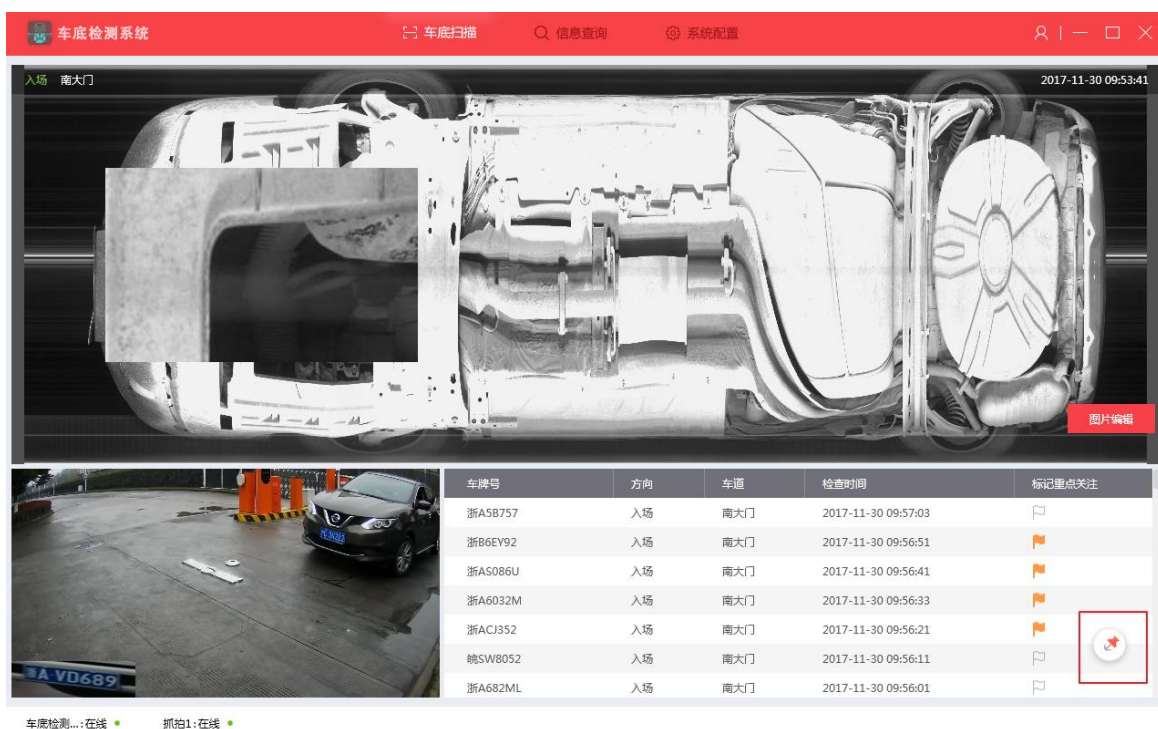 车底检测系统 车底扫描 信息查询 系统配置
入场 南大门 2017-11-30 09:53:41
图片编辑
车牌号 方向 车道 检查时间 标记重点关注
浙A5B757 入场 南大门 2017-11-30 09:57:03
浙B6EY92 入场 南大门 2017-11-30 09:56:51
浙AS086U 入场 南大门 2017-11-30 09:56:41
浙A6032M 入场 南大门 2017-11-30 09:56:33
浙ACJ352 入场 南大门 2017-11-30 09:56:21
皖SW8052 入场 南大门 2017-11-30 09:56:11
浙A682ML 入场 南大门 2017-11-30 09:56:01
A VD689
车底检测...:在线 抓拍1:在线